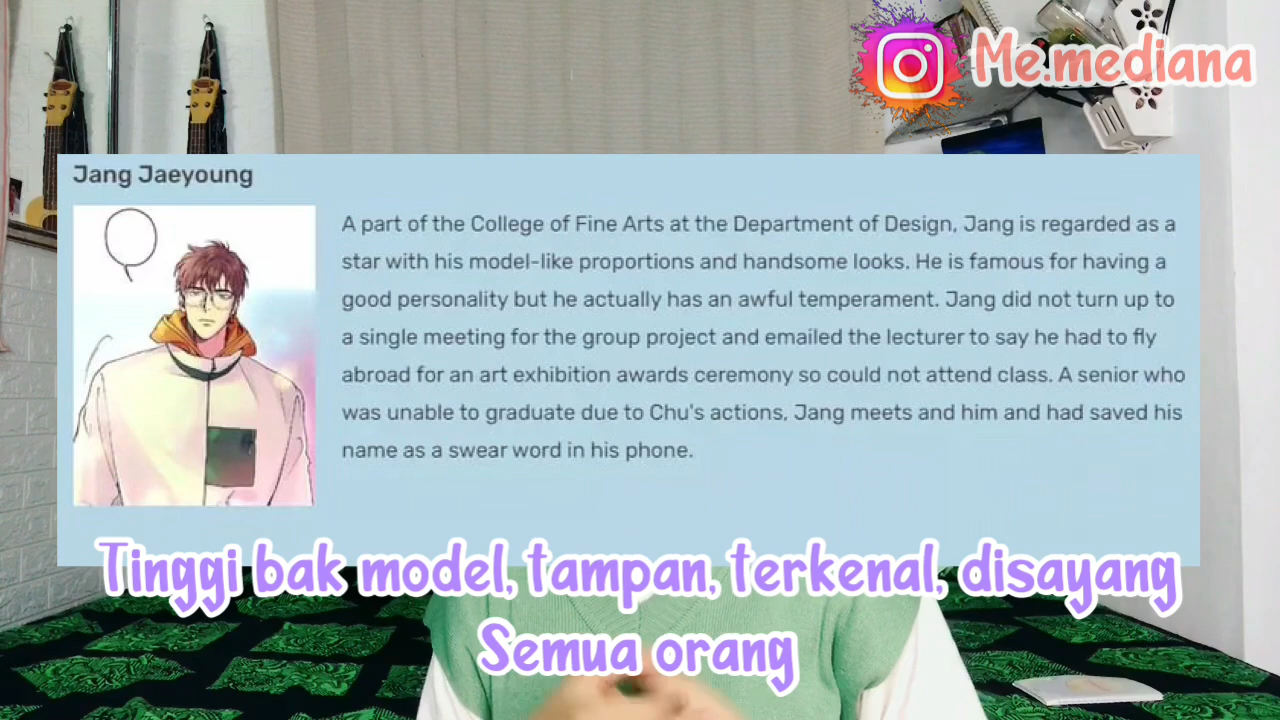 Me.mediana
Jang Jaeyoung
A part of the College of Fine Arts at the Department of Design, Jang is regarded as a
star with his model-like proportions and handsome looks. He is famous for having a
good personality but he actually has an awful temperament. Jang did not turn up to
a single meeting for the group project and emailed the lecturer to say he had to fly
abroad for an art exhibition awards ceremony so could not attend class. A senior who
was unable to graduate due to Chu's actions, Jang meets and him and had saved his
name as a swear word in his phone.
Tinggi bak model, tampan, terkenal, disayang
Semua orang